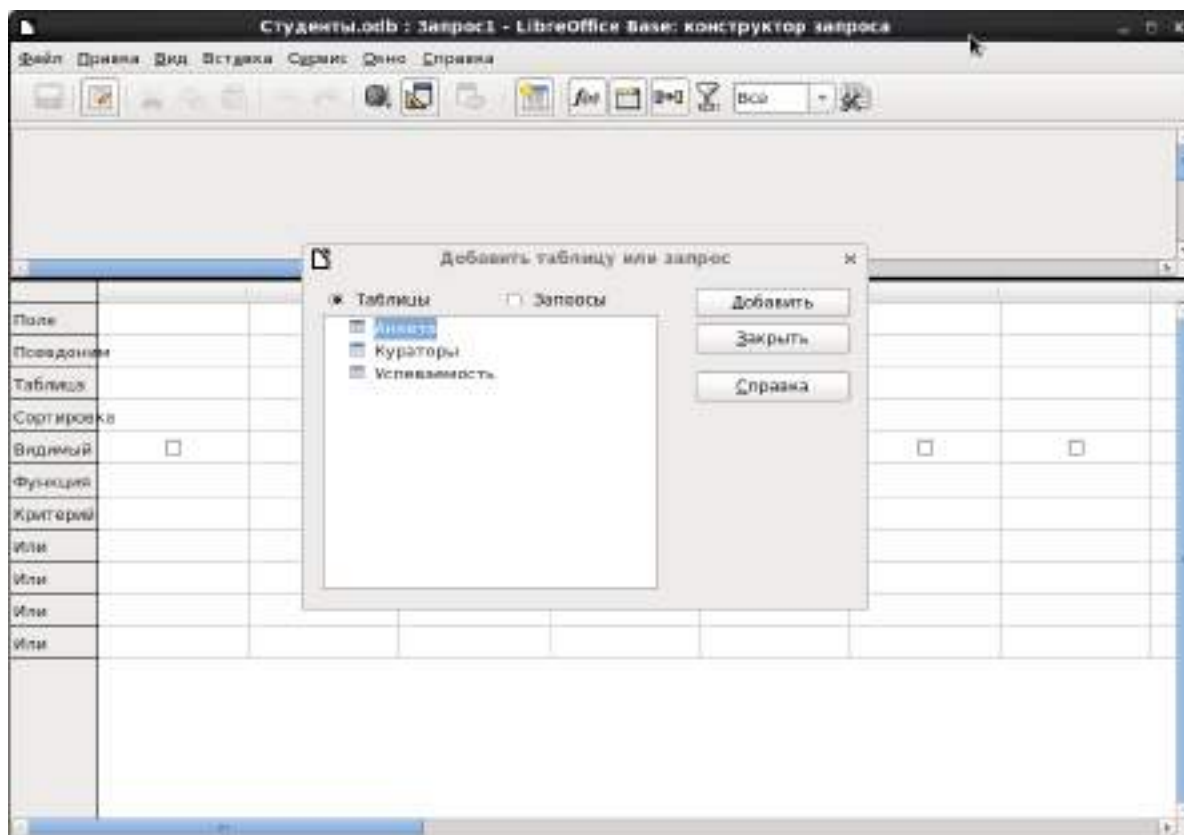 Студенты.odb : Запрос1 - LibreOffice Base: конструктор запроса
Файл Правка Вид Вставка Сервис Окно Справка
Все
Добавить таблицу или запрос
Таблицы Запросы
Анкета
Кураторы
Успеваемость
Добавить
Закрыть
Справка
Поле
Псевдоним
Таблица
Сортировка
Видимый
Функция
Критерий
Или
Или
Или
Или